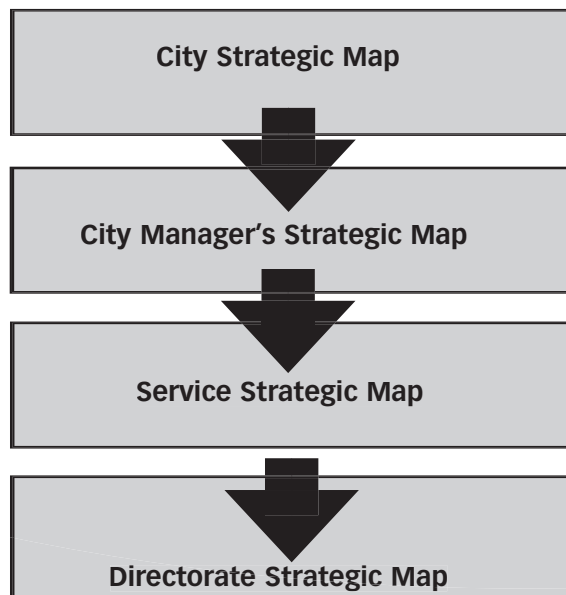 City Strategic Map
City Manager's Strategic Map
Service Strategic Map
Directorate Strategic Map